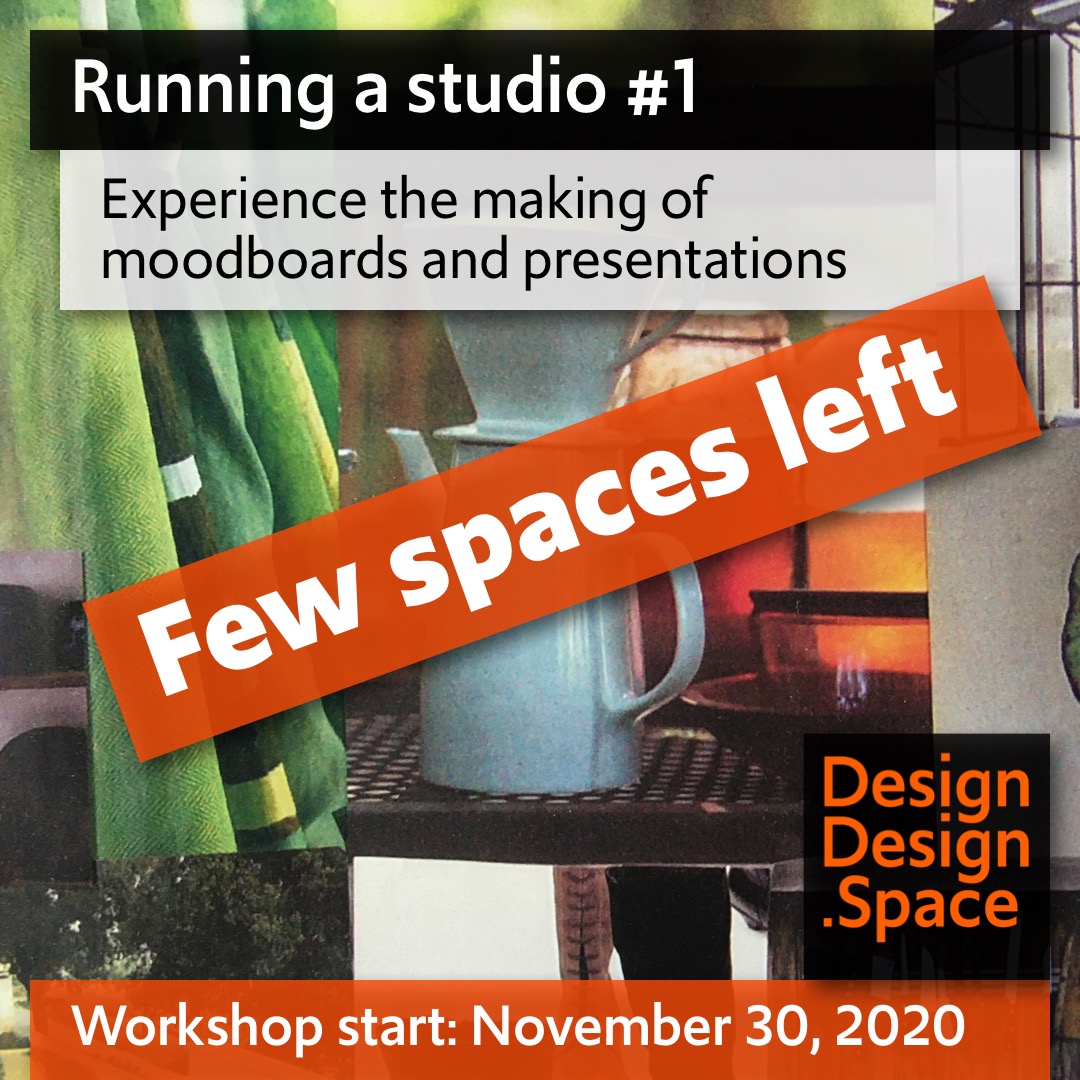 Running a studio #1
Experience the making of
moodboards and presentations
Few spaces left
Design
Design
.Space
Workshop start: November 30, 2020